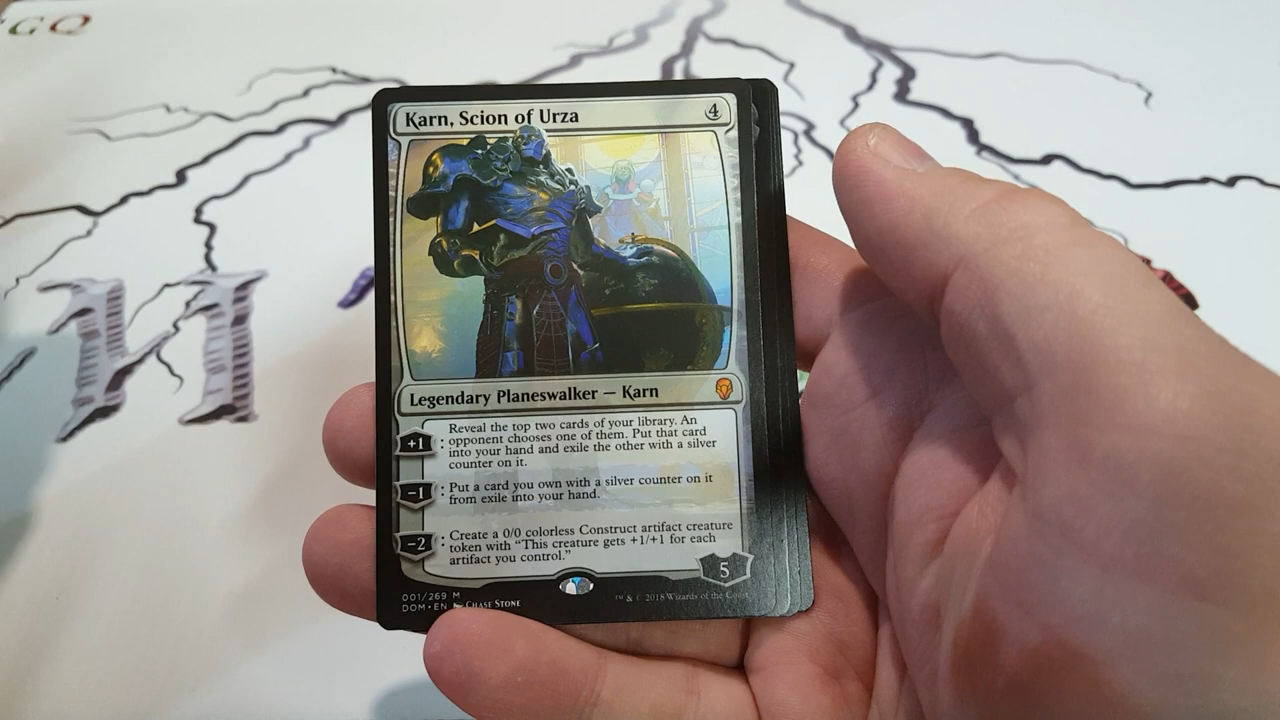 GQ
Karn, Scion of Urza 4
Legendary Planeswalker — Karn
Reveal the top two cards of your library. An
+1 : opponent chooses one of them. Put that card
into your hand and exile the other with a silver
counter on it.
−1 : Put a card you own with a silver counter on it
from exile into your hand.
−2 : Create a 0/0 colorless Construct artifact creature
token with “This creature gets +1/+1 for each
artifact you control.”
5
001/269 M
DOM • EN CHASE STONE
™ & © 2018 Wizards of the Coast